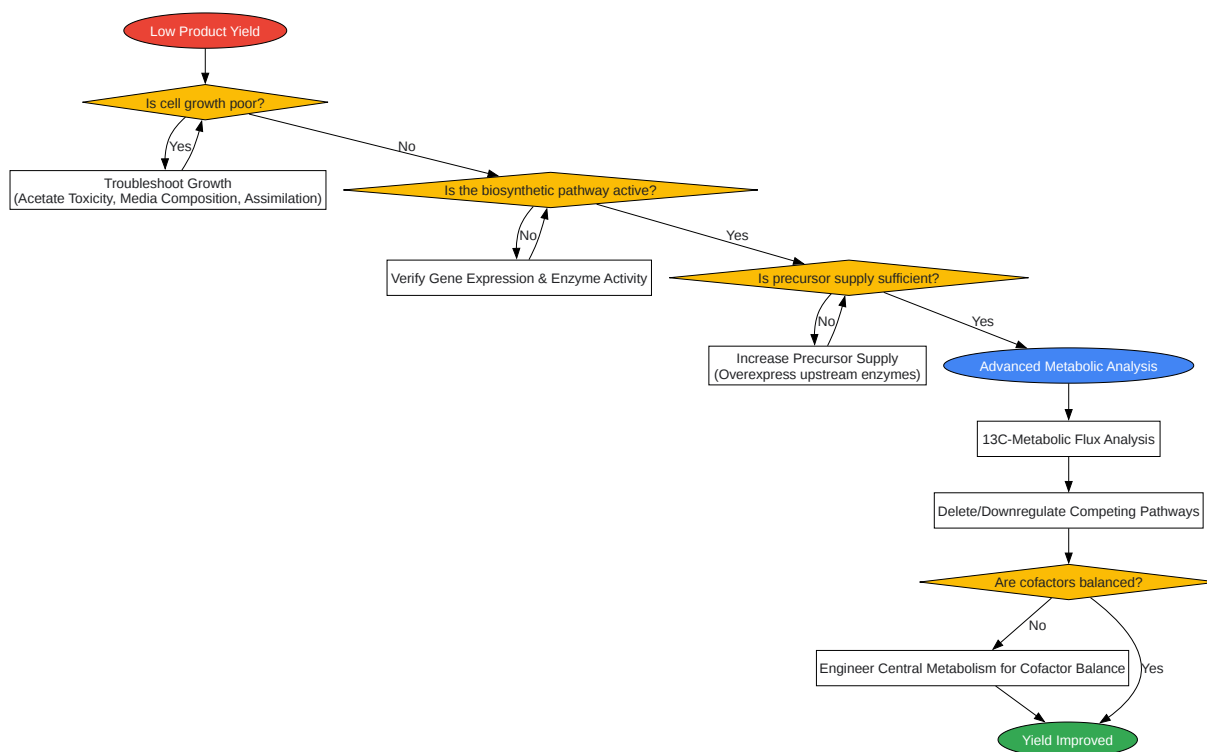 Low Product Yield
Is cell growth poor?
Yes
No
Troubleshoot Growth
(Acetate Toxicity, Media Composition, Assimilation)
Is the biosynthetic pathway active?
No
Yes
Verify Gene Expression & Enzyme Activity
Is precursor supply sufficient?
No
Yes
Increase Precursor Supply
(Overexpress upstream enzymes)
Advanced Metabolic Analysis
13C-Metabolic Flux Analysis
Delete/Downregulate Competing Pathways
Are cofactors balanced?
No
Engineer Central Metabolism for Cofactor Balance
Yes
Yield Improved